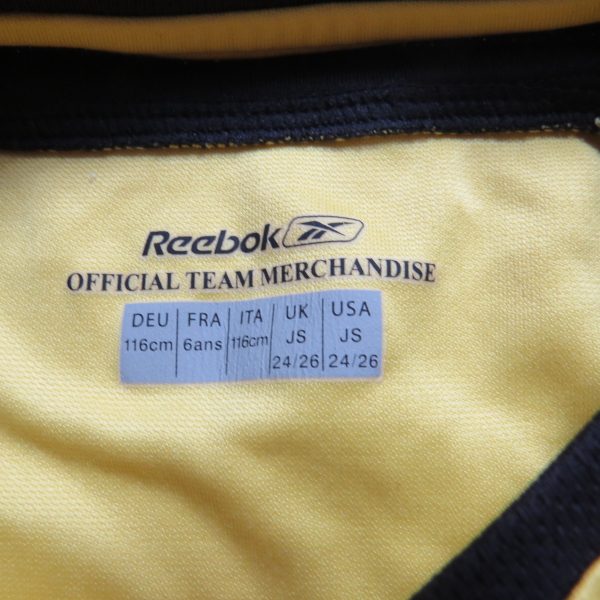 Reebok
OFFICIAL TEAM MERCHANDISE
DEU FRA ITA UK USA
116cm 6ans 116cm JS JS
24/26 24/26